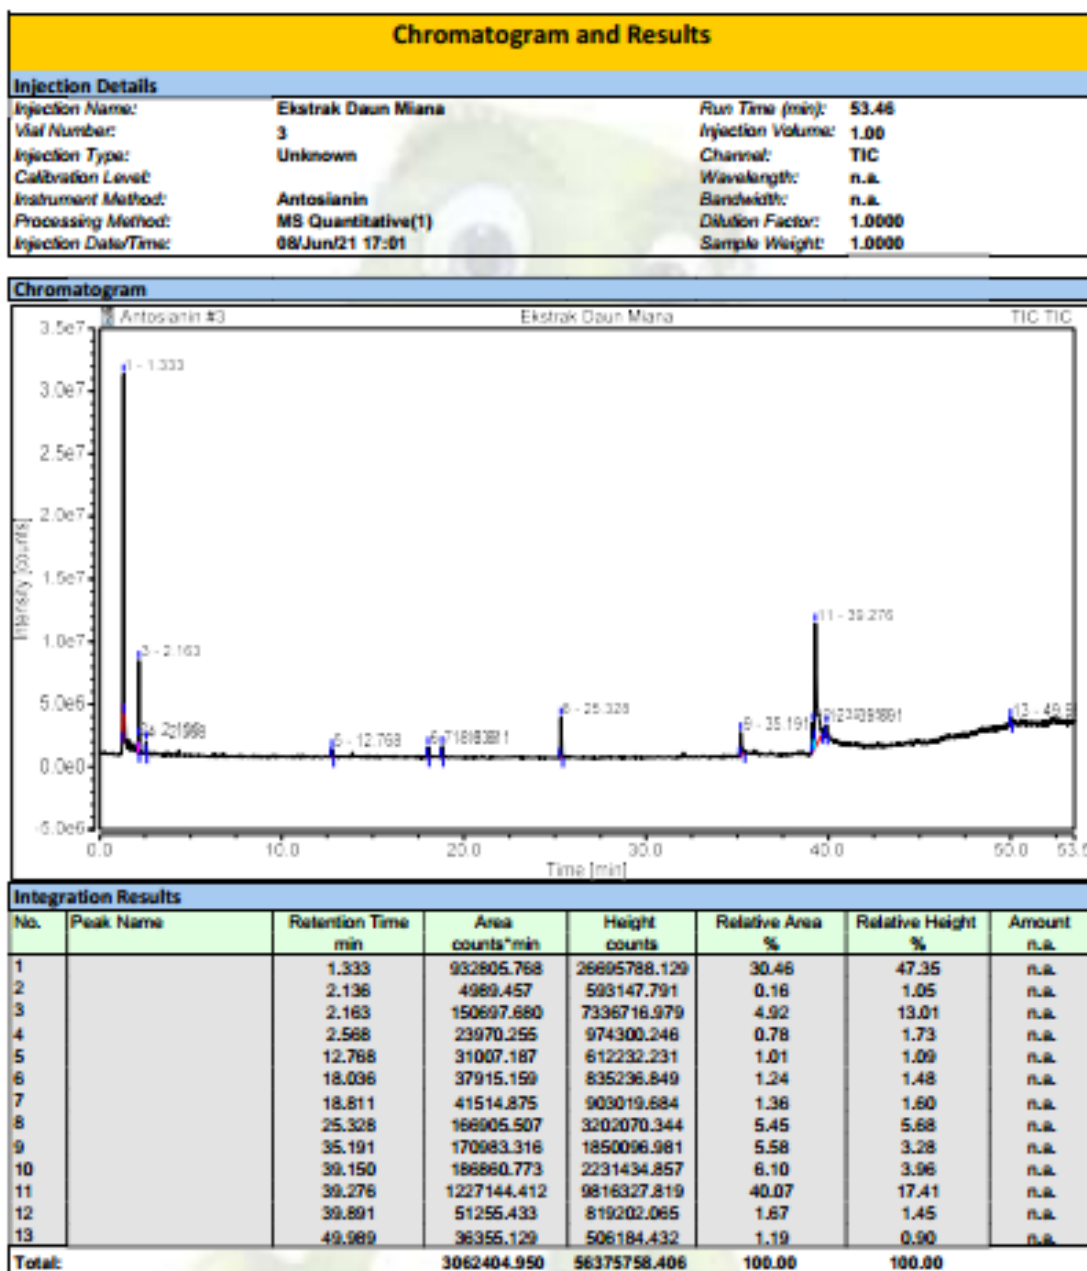 Chromatogram and Results
Injection Details
Injection Name: Ekstrak Daun Miana Run Time (min): 53.46
Vial Number: 3 Injection Volume: 1.00
Injection Type: Unknown Channel: TIC
Calibration Level: Wavelength: n.a.
Instrument Method: Antosianin Bandwidth: n.a.
Processing Method: MS Quantitative(1) Dilution Factor: 1.0000
Injection Date/Time: 08/Jun/21 17:01 Sample Weight: 1.0000
Chromatogram
Antosianin #3 Ekstrak Daun Miana TIC TIC
3.5e7
3.0e7
2.5e7
2.0e7
1.5e7
1.0e7
5.0e6
0.0e0
-5.0e6
Intensity [counts]
1 - 1.333
3 - 2.163
5 - 12.768
8 - 25.328
9 - 35.191
11 - 39.276
0.0 10.0 20.0 30.0 40.0 50.0
Time [min]
Integration Results
No. Peak Name Retention Time Area Height Relative Area Relative Height Amount
min counts*min counts % % n.a.
1 1.333 932805.768 26695788.129 30.46 47.35 n.a.
2 2.136 4989.457 593147.791 0.16 1.05 n.a.
3 2.163 150697.680 7336716.979 4.92 13.01 n.a.
4 2.568 23970.255 974300.246 0.78 1.73 n.a.
5 12.768 31007.187 612232.231 1.01 1.09 n.a.
6 18.036 37915.159 835236.849 1.24 1.48 n.a.
7 18.811 41514.875 903019.684 1.36 1.60 n.a.
8 25.328 166905.507 3202070.344 5.45 5.68 n.a.
9 35.191 170983.316 1850096.981 5.58 3.28 n.a.
10 39.150 186860.773 2231434.857 6.10 3.96 n.a.
11 39.276 1227144.412 9816327.819 40.07 17.41 n.a.
12 39.891 51255.433 819202.065 1.67 1.45 n.a.
13 49.989 36355.129 506184.432 1.19 0.90 n.a.
Total: 3062404.950 56375758.406 100.00 100.00